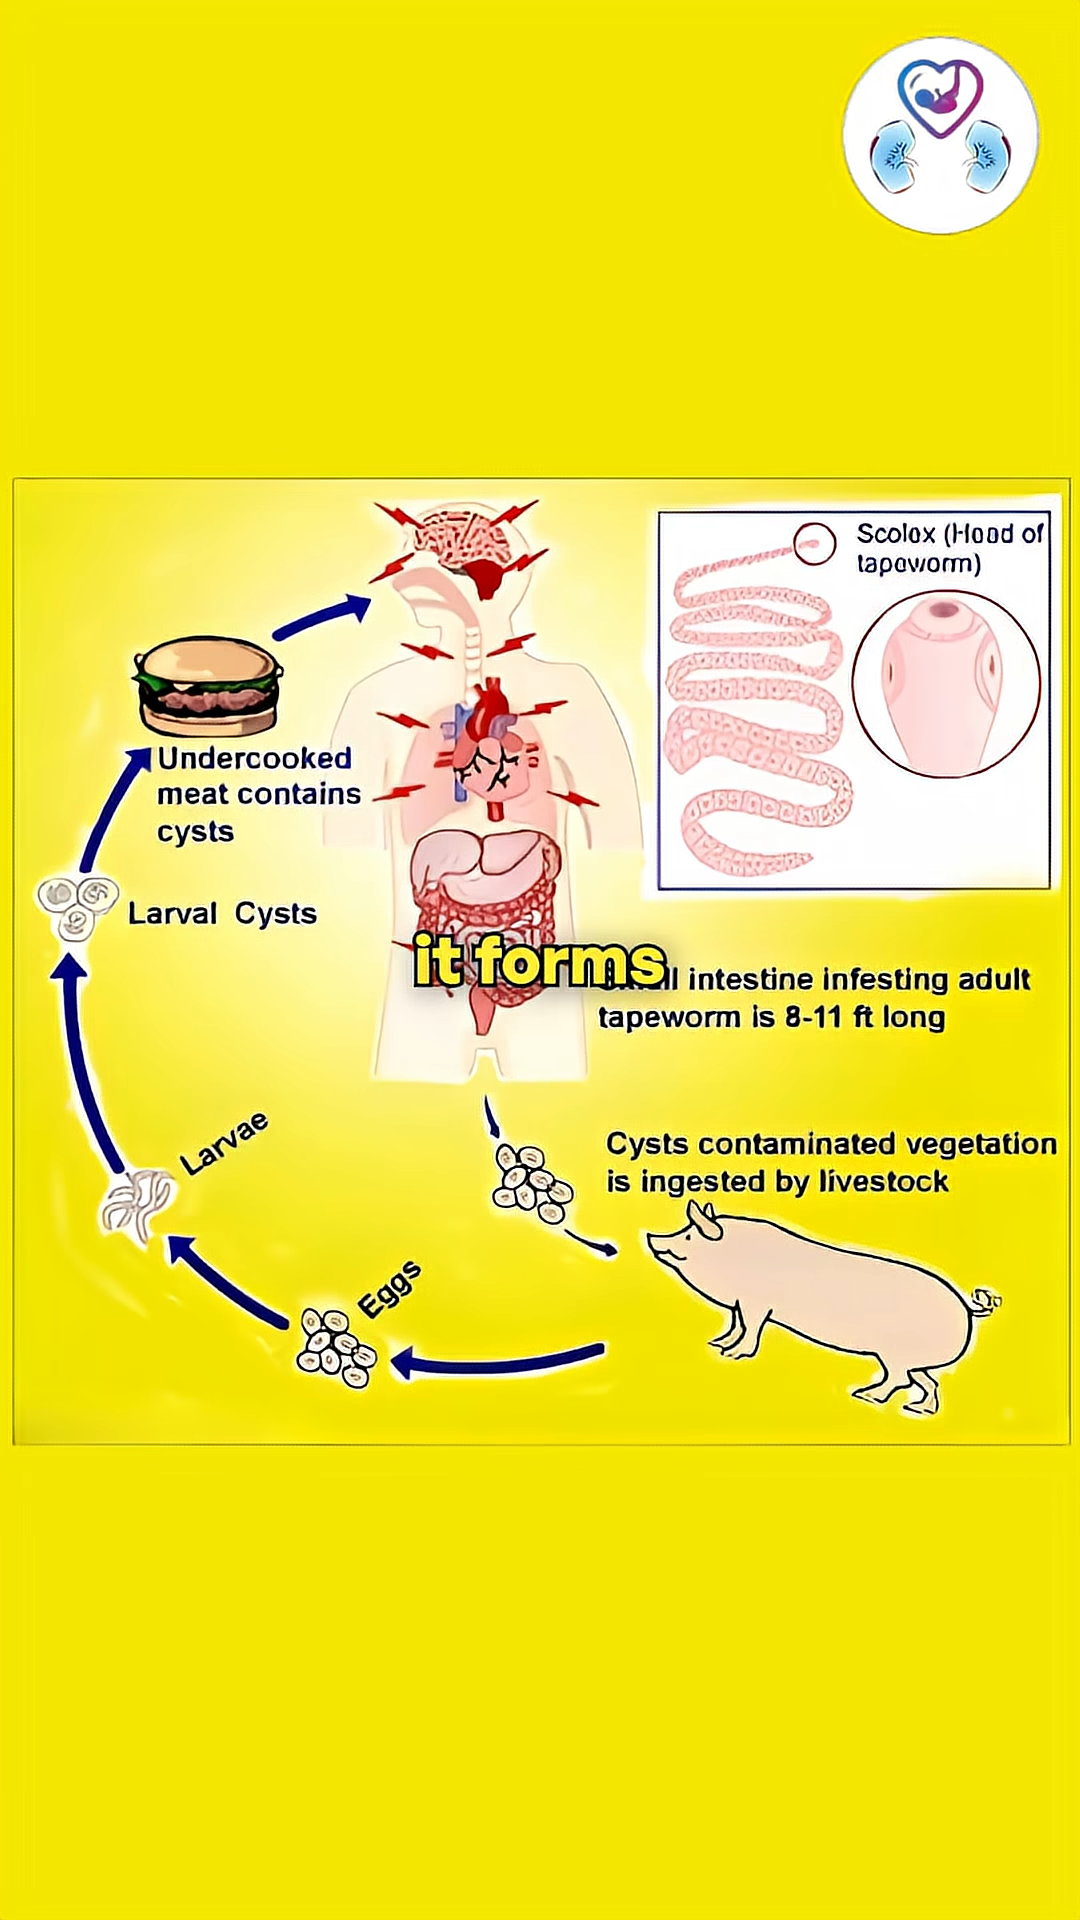 Scolex (Head of
tapeworm)
Undercooked
meat contains
cysts
Larval Cysts
it forms
intestine infesting adult
tapeworm is 8-11 ft long
Larvae
Cysts contaminated vegetation
is ingested by livestock
Eggs